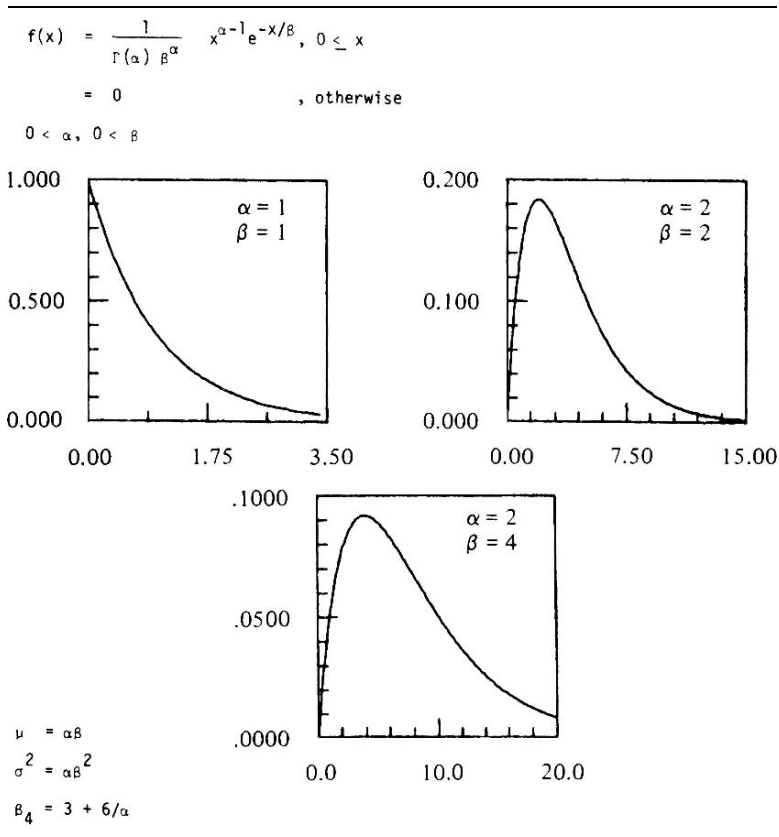 f(x) = 1 / Γ(α) β^α x^α-1 e^-x/β, 0 ≤ x
= 0 , otherwise
0 < α, 0 < β
1.000
0.500
0.000
0.00 1.75 3.50
α = 1
β = 1
0.200
0.100
0.000
0.00 7.50 15.00
α = 2
β = 2
.1000
.0500
.0000
0.0 10.0 20.0
α = 2
β = 4
μ = αβ
σ^2 = αβ^2
β_4 = 3 + 6/α